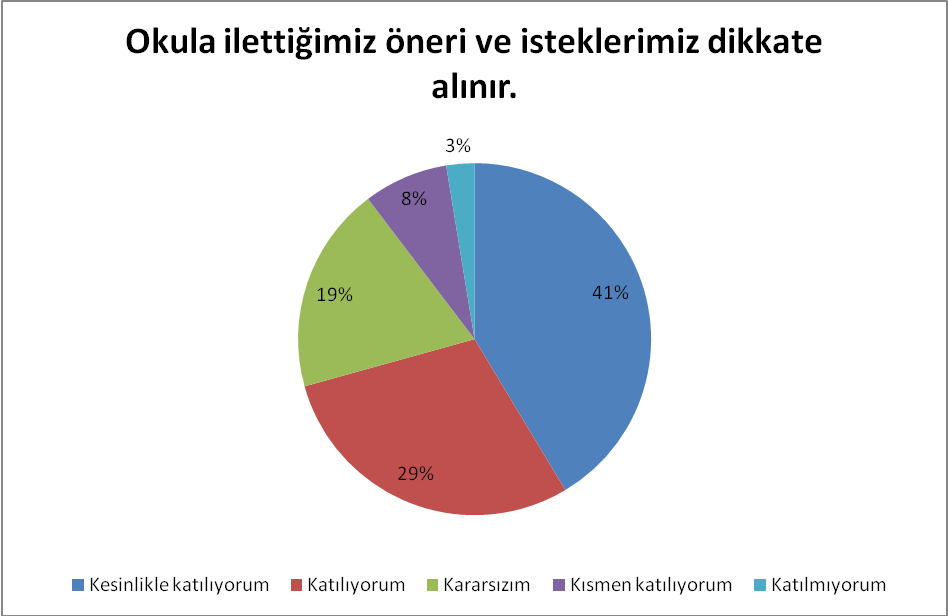 Okula ilettiğimiz öneri ve isteklerimiz dikkate
alınır.
3%
8%
41%
19%
29%
Kesinlikle katılıyorum Katılıyorum Kararsızım Kısmen katılıyorum Katılmıyorum